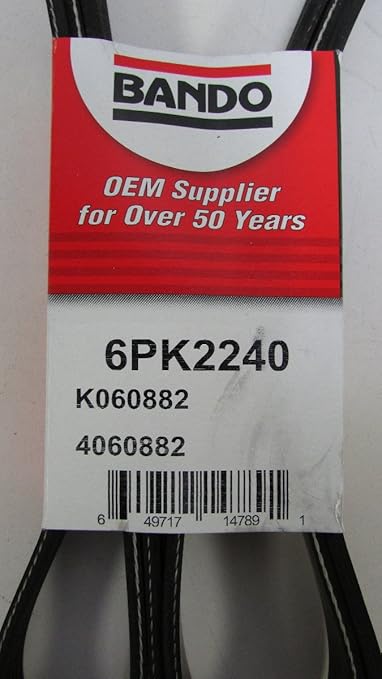 BANDO
OEM Supplier
for Over 50 Years
6PK2240
K060882
4060882
6 49717 14789 1